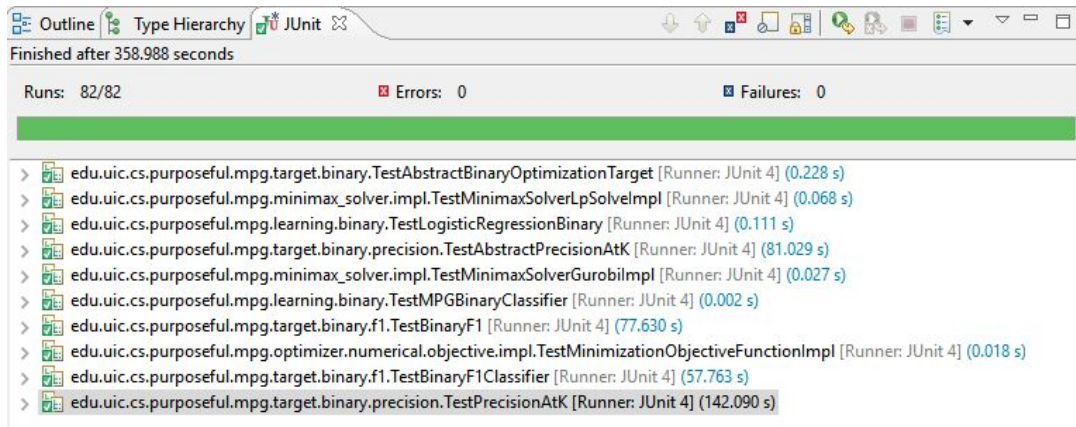 Outline Type Hierarchy JUnit
Finished after 358.988 seconds
Runs: 82/82 Errors: 0 Failures: 0
edu.uic.cs.purposeful.mpg.target.binary.TestAbstractBinaryOptimizationTarget [Runner: JUnit 4] (0.228 s)
edu.uic.cs.purposeful.mpg.minimax_solver.impl.TestMinimaxSolverLpSolveImpl [Runner: JUnit 4] (0.068 s)
edu.uic.cs.purposeful.mpg.learning.binary.TestLogisticRegressionBinary [Runner: JUnit 4] (0.111 s)
edu.uic.cs.purposeful.mpg.target.binary.precision.TestAbstractPrecisionAtK [Runner: JUnit 4] (81.029 s)
edu.uic.cs.purposeful.mpg.minimax_solver.impl.TestMinimaxSolverGurobiImpl [Runner: JUnit 4] (0.027 s)
edu.uic.cs.purposeful.mpg.learning.binary.TestMPGBinaryClassifier [Runner: JUnit 4] (0.002 s)
edu.uic.cs.purposeful.mpg.target.binary.f1.TestBinaryF1 [Runner: JUnit 4] (77.630 s)
edu.uic.cs.purposeful.mpg.optimizer.numerical.objective.impl.TestMinimizationObjectiveFunctionImpl [Runner: JUnit 4] (0.018 s)
edu.uic.cs.purposeful.mpg.target.binary.f1.TestBinaryF1Classifier [Runner: JUnit 4] (57.763 s)
edu.uic.cs.purposeful.mpg.target.binary.precision.TestPrecisionAtK [Runner: JUnit 4] (142.090 s)